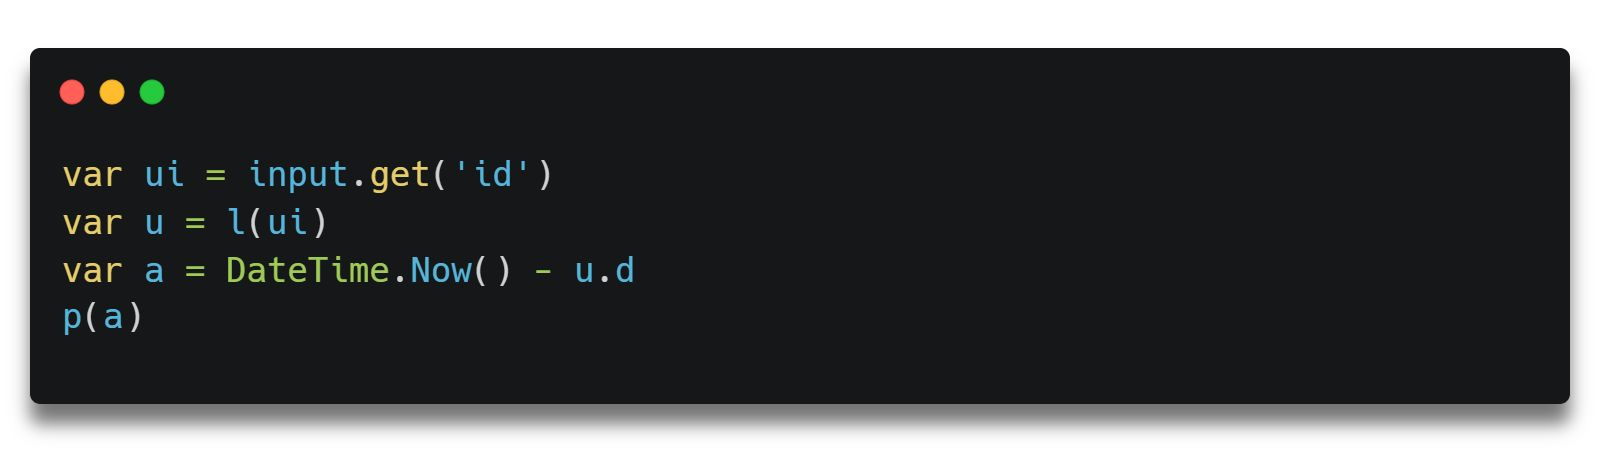 var ui = input.get('id')
var u = l(ui)
var a = DateTime.Now() - u.d
p(a)